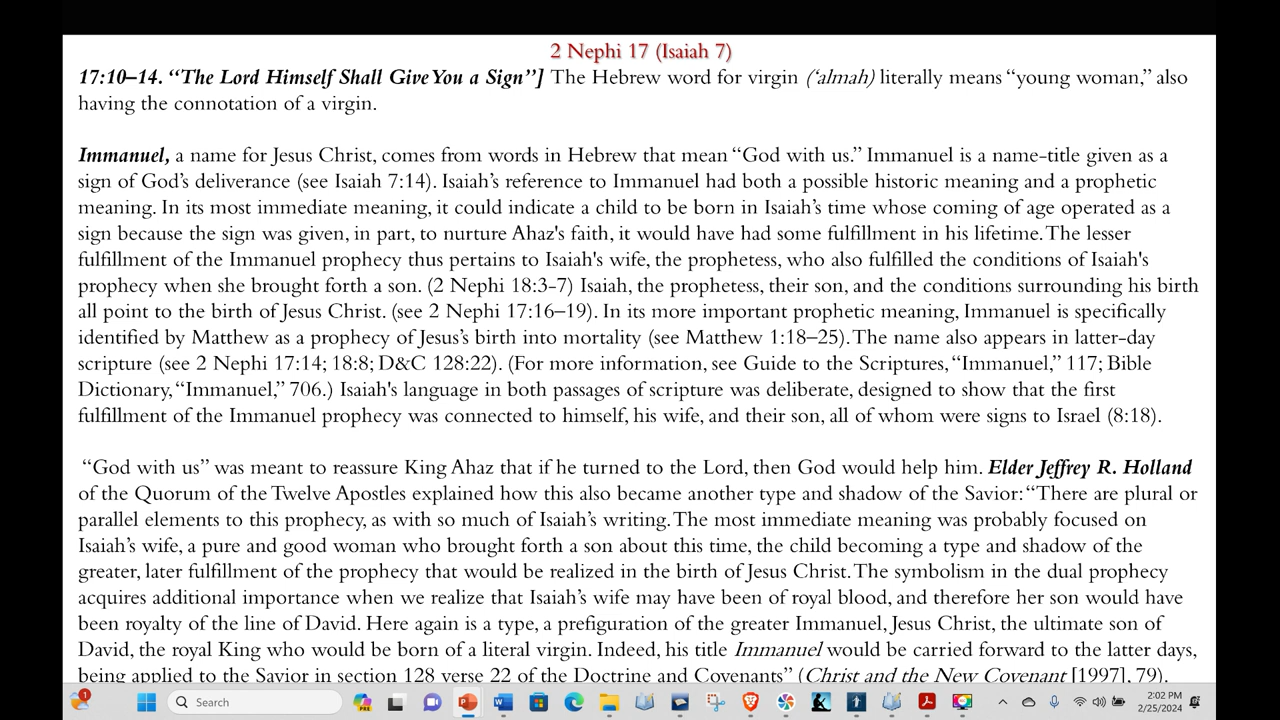 2 Nephi 17 (Isaiah 7)
17:10–14. “The Lord Himself Shall Give You a Sign”] The Hebrew word for virgin (‘almah) literally means “young woman,” also
having the connotation of a virgin.
Immanuel, a name for Jesus Christ, comes from words in Hebrew that mean “God with us.” Immanuel is a name-title given as a
sign of God’s deliverance (see Isaiah 7:14). Isaiah’s reference to Immanuel had both a possible historic meaning and a prophetic
meaning. In its most immediate meaning, it could indicate a child to be born in Isaiah’s time whose coming of age operated as a
sign because the sign was given, in part, to nurture Ahaz's faith, it would have had some fulfillment in his lifetime. The lesser
fulfillment of the Immanuel prophecy thus pertains to Isaiah's wife, the prophetess, who also fulfilled the conditions of Isaiah's
prophecy when she brought forth a son. (2 Nephi 18:3-7) Isaiah, the prophetess, their son, and the conditions surrounding his birth
all point to the birth of Jesus Christ. (see 2 Nephi 17:16–19). In its more important prophetic meaning, Immanuel is specifically
identified by Matthew as a prophecy of Jesus’s birth into mortality (see Matthew 1:18–25). The name also appears in latter-day
scripture (see 2 Nephi 17:14; 18:8; D&C 128:22). (For more information, see Guide to the Scriptures, “Immanuel,” 117; Bible
Dictionary, “Immanuel,” 706.) Isaiah's language in both passages of scripture was deliberate, designed to show that the first
fulfillment of the Immanuel prophecy was connected to himself, his wife, and their son, all of whom were signs to Israel (8:18).
“God with us” was meant to reassure King Ahaz that if he turned to the Lord, then God would help him. Elder Jeffrey R. Holland
of the Quorum of the Twelve Apostles explained how this also became another type and shadow of the Savior: “There are plural or
parallel elements to this prophecy, as with so much of Isaiah’s writing. The most immediate meaning was probably focused on
Isaiah’s wife, a pure and good woman who brought forth a son about this time, the child becoming a type and shadow of the
greater, later fulfillment of the prophecy that would be realized in the birth of Jesus Christ. The symbolism in the dual prophecy
acquires additional importance when we realize that Isaiah’s wife may have been of royal blood, and therefore her son would have
been royalty of the line of David. Here again is a type, a prefiguration of the greater Immanuel, Jesus Christ, the ultimate son of
David, the royal King who would be born of a literal virgin. Indeed, his title Immanuel would be carried forward to the latter days,
being applied to the Savior in section 128 verse 22 of the Doctrine and Covenants” (Christ and the New Covenant [1997], 79).
1
Search
PRE
2:02 PM
2/25/2024